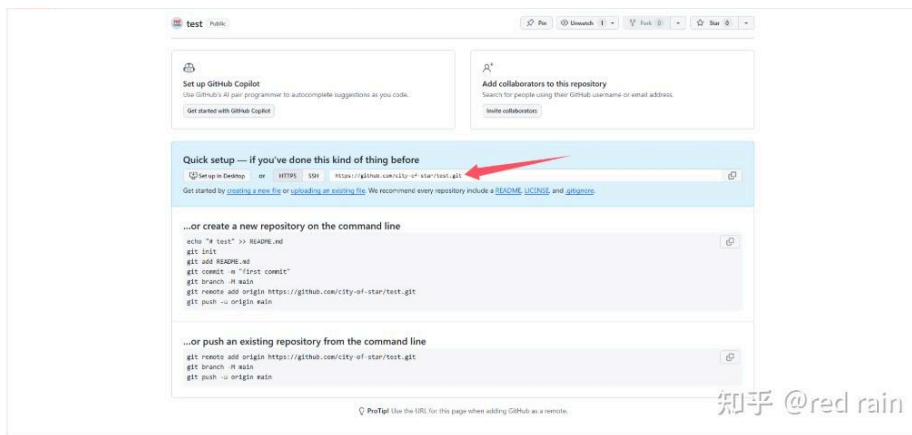 test Public
Pin Unwatch 1 Fork 0 Star 0
Set up GitHub Copilot
Use GitHub's AI pair programmer to autocomplete suggestions as you code.
Get started with GitHub Copilot
Add collaborators to this repository
Search for people using their GitHub username or email address.
Invite collaborators
Quick setup — if you've done this kind of thing before
Set up in Desktop or HTTPS SSH https://github.com/city-of-star/test.git
Get started by creating a new file or uploading an existing file. We recommend every repository include a README, LICENSE, and .gitignore.
...or create a new repository on the command line
echo "# test" >> README.md
git init
git add README.md
git commit -m "first commit"
git branch -M main
git remote add origin https://github.com/city-of-star/test.git
git push -u origin main
...or push an existing repository from the command line
git remote add origin https://github.com/city-of-star/test.git
git branch -M main
git push -u origin main
ProTip! Use the URL for this page when adding GitHub as a remote.
知乎 @red rain